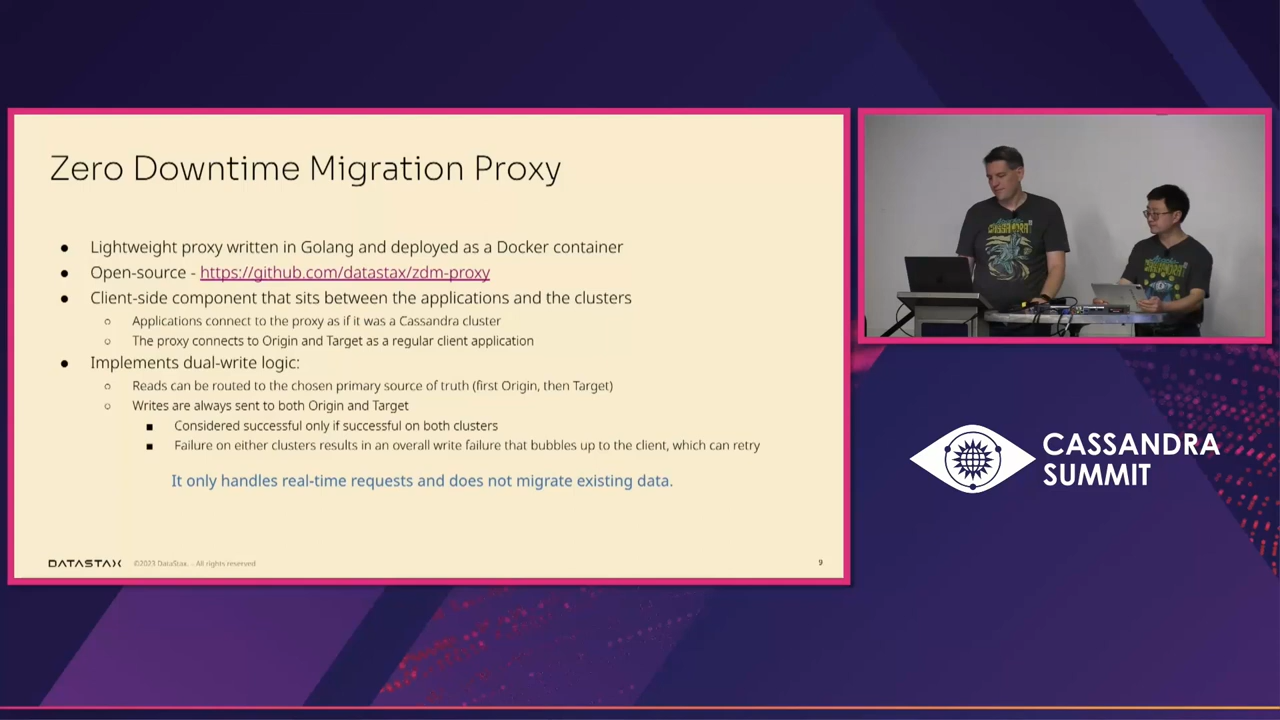 Zero Downtime Migration Proxy
● Lightweight proxy written in Golang and deployed as a Docker container
● Open-source - https://github.com/datastax/zdm-proxy
● Client-side component that sits between the applications and the clusters
○ Applications connect to the proxy as if it was a Cassandra cluster
○ The proxy connects to Origin and Target as a regular client application
● Implements dual-write logic:
○ Reads can be routed to the chosen primary source of truth (first Origin, then Target)
○ Writes are always sent to both Origin and Target
■ Considered successful only if successful on both clusters
■ Failure on either clusters results in an overall write failure that bubbles up to the client, which can retry
It only handles real-time requests and does not migrate existing data.
DATASTAX ©2023 DataStax. - All rights reserved
9
CASSANDRA
CASSANDRA
SUMMIT